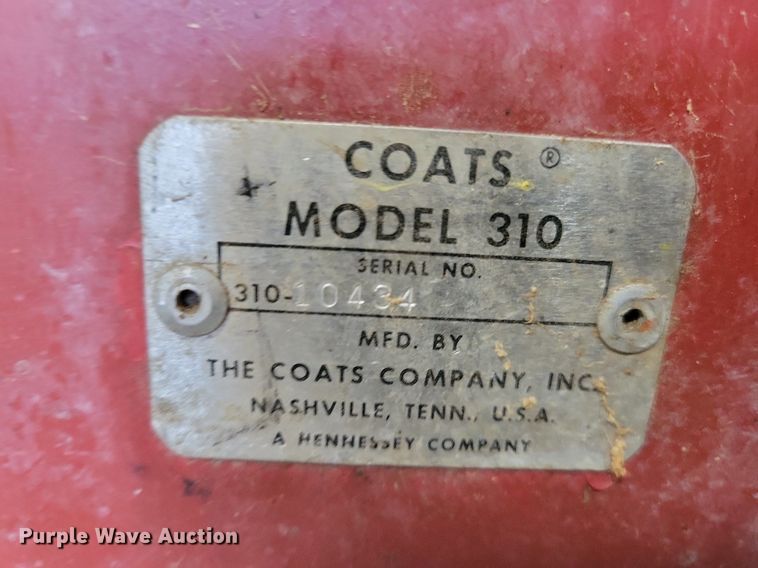 COATS ®
MODEL 310
SERIAL NO.
310-10434
MFD. BY
THE COATS COMPANY, INC.
NASHVILLE, TENN., U.S.A.
A HENNESSEY COMPANY
Purple Wave Auction